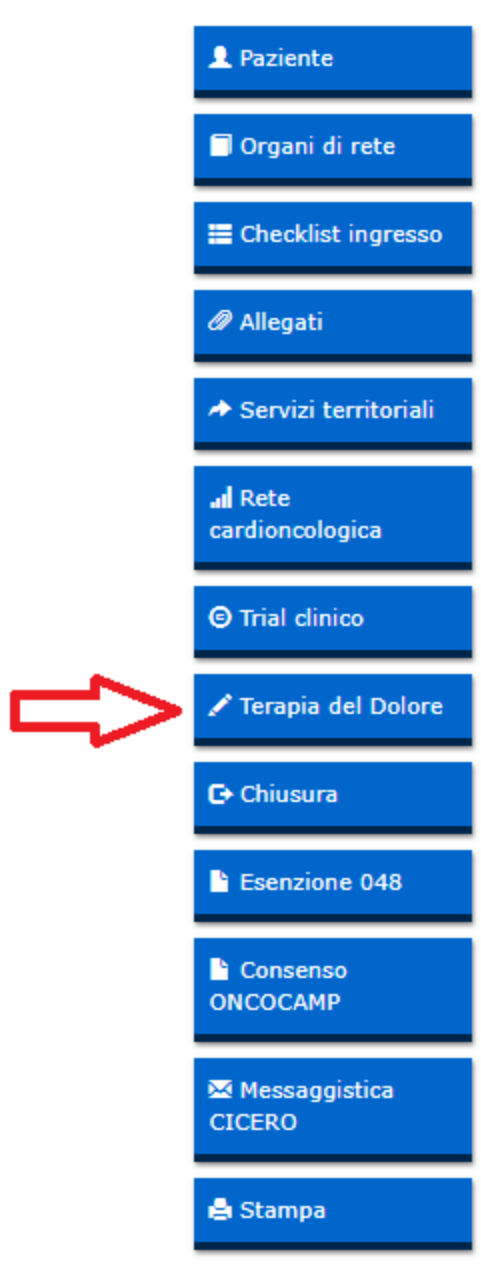 Paziente
Organi di rete
Checklist ingresso
Allegati
Servizi territoriali
Rete
cardioncologica
Trial clinico
Terapia del Dolore
Chiusura
Esenzione 048
Consenso
ONCOCAMP
Messaggistica
CICERO
Stampa